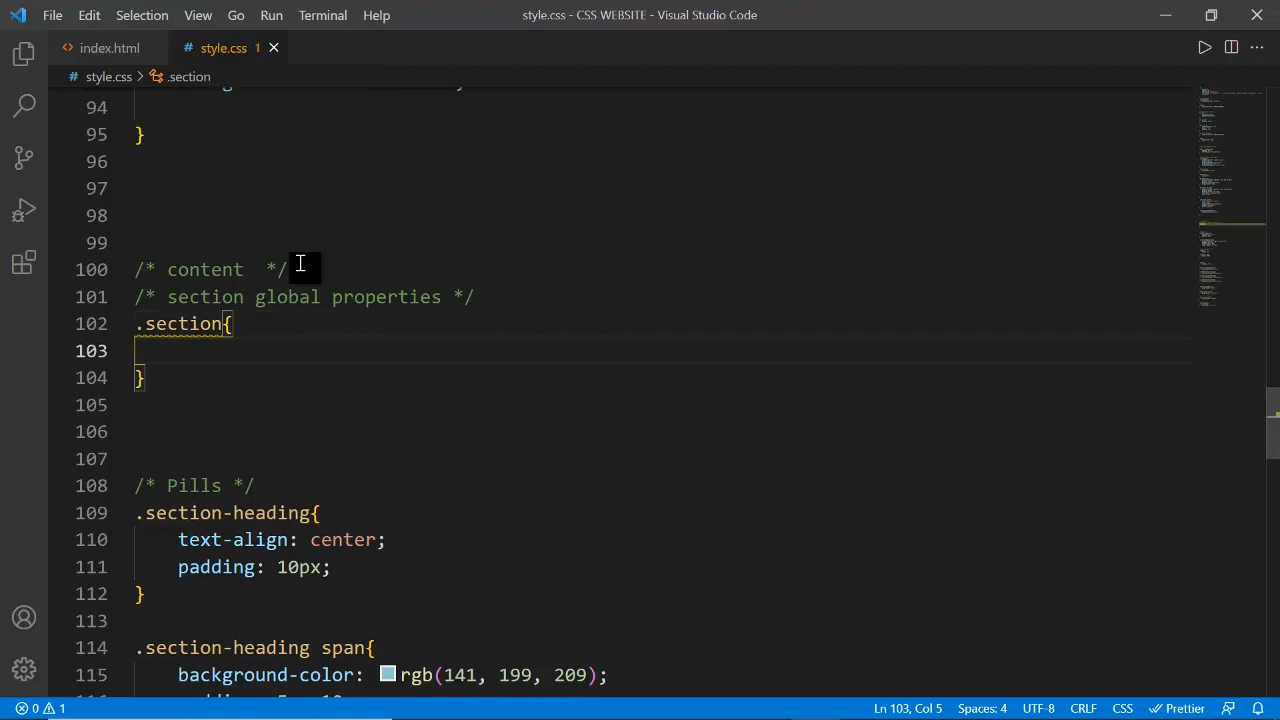 File Edit Selection View Go Run Terminal Help style.css - CSS WEBSITE - Visual Studio Code
index.html # style.css 1
# style.css > .section
94
95 }
96
97
98
99
100 /* content  */
101 /* section global properties */
102 .section{
103
104 }
105
106
107
108 /* Pills */
109 .section-heading{
110 text-align: center;
111 padding: 10px;
112 }
113
114 .section-heading span{
115 background-color: rgb(141, 199, 209);
0 1 Ln 103, Col 5 Spaces: 4 UTF-8 CRLF CSS Prettier